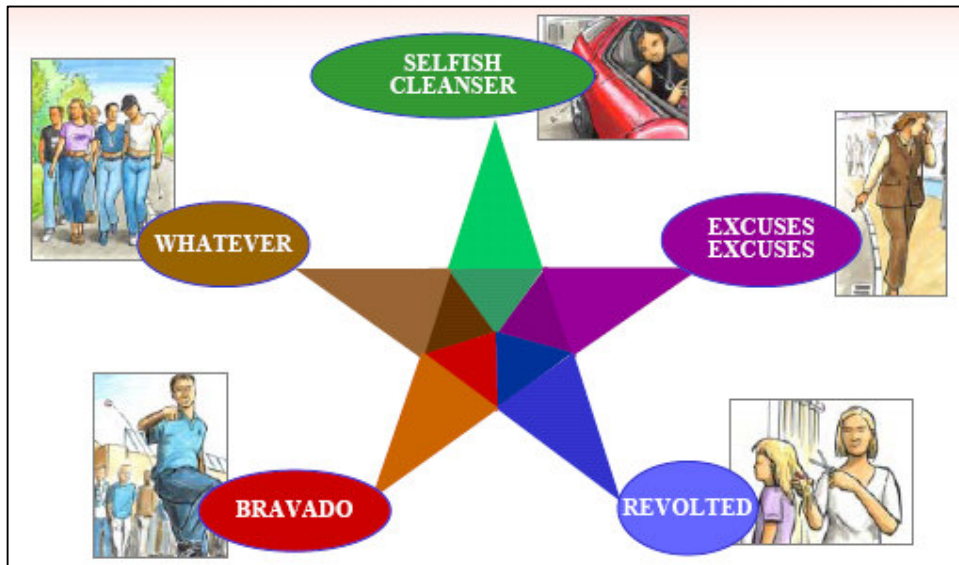 SELFISH
CLEANSER
WHATEVER
EXCUSES
EXCUSES
BRAVADO
REVOLTED